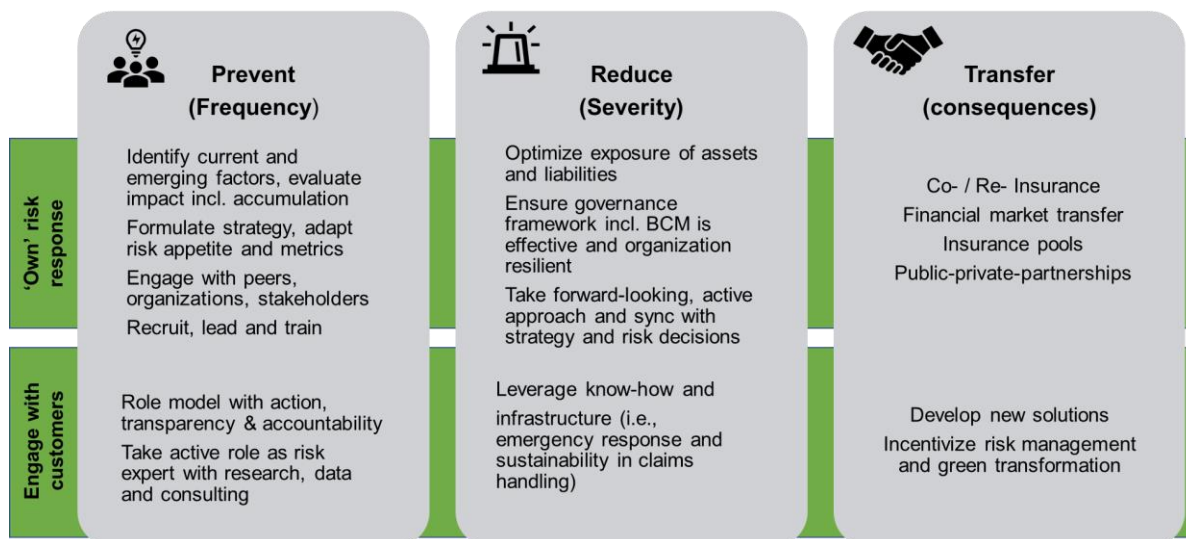 Prevent
(Frequency)
Reduce
(Severity)
Transfer
(consequences)
'Own' risk
response
Identify current and
emerging factors, evaluate
impact incl. accumulation
Formulate strategy, adapt
risk appetite and metrics
Engage with peers,
organizations, stakeholders
Recruit, lead and train
Optimize exposure of assets
and liabilities
Ensure governance
framework incl. BCM is
effective and organization
resilient
Take forward-looking, active
approach and sync with
strategy and risk decisions
Co- / Re- Insurance
Financial market transfer
Insurance pools
Public-private-partnerships
Engage with
customers
Role model with action,
transparency & accountability
Take active role as risk
expert with research, data
and consulting
Leverage know-how and
infrastructure (i.e.,
emergency response and
sustainability in claims
handling)
Develop new solutions
Incentivize risk management
and green transformation